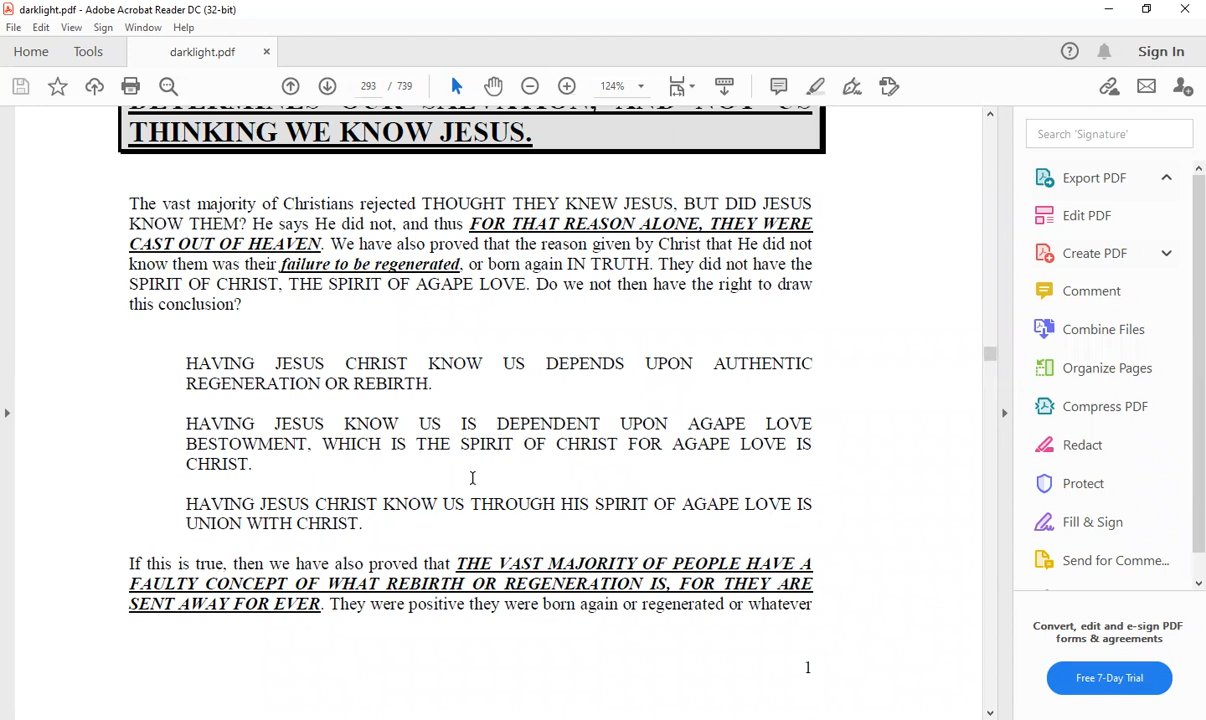 darklight.pdf - Adobe Acrobat Reader DC (32-bit)
File Edit View Sign Window Help
Home Tools darklight.pdf × ? Sign In
293 / 739 124%
DETERMINES OUR SALVATION, AND NOT US
THINKING WE KNOW JESUS.
The vast majority of Christians rejected THOUGHT THEY KNEW JESUS, BUT DID JESUS
KNOW THEM? He says He did not, and thus FOR THAT REASON ALONE, THEY WERE
CAST OUT OF HEAVEN. We have also proved that the reason given by Christ that He did not
know them was their failure to be regenerated, or born again IN TRUTH. They did not have the
SPIRIT OF CHRIST, THE SPIRIT OF AGAPE LOVE. Do we not then have the right to draw
this conclusion?
HAVING JESUS CHRIST KNOW US DEPENDS UPON AUTHENTIC
REGENERATION OR REBIRTH.
HAVING JESUS KNOW US IS DEPENDENT UPON AGAPE LOVE
BESTOWMENT, WHICH IS THE SPIRIT OF CHRIST FOR AGAPE LOVE IS
CHRIST.
HAVING JESUS CHRIST KNOW US THROUGH HIS SPIRIT OF AGAPE LOVE IS
UNION WITH CHRIST.
If this is true, then we have also proved that THE VAST MAJORITY OF PEOPLE HAVE A
FAULTY CONCEPT OF WHAT REBIRTH OR REGENERATION IS, FOR THEY ARE
SENT AWAY FOR EVER. They were positive they were born again or regenerated or whatever
1
Search 'Signature'
Export PDF
Edit PDF
Create PDF
Comment
Combine Files
Organize Pages
Compress PDF
Redact
Protect
Fill & Sign
Send for Comme...
Convert, edit and e-sign PDF
forms & agreements
Free 7-Day Trial